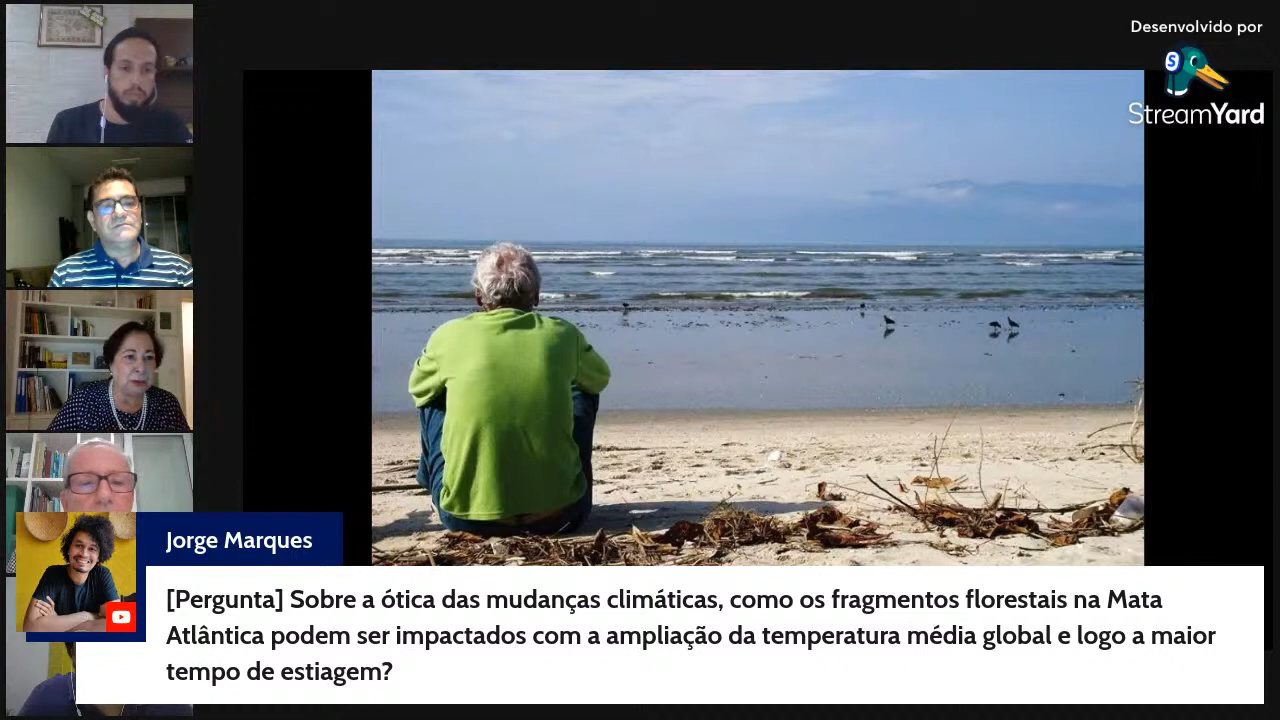 Desenvolvido por
StreamYard
Jorge Marques
[Pergunta] Sobre a ótica das mudanças climáticas, como os fragmentos florestais na Mata
Atlântica podem ser impactados com a ampliação da temperatura média global e logo a maior
tempo de estiagem?